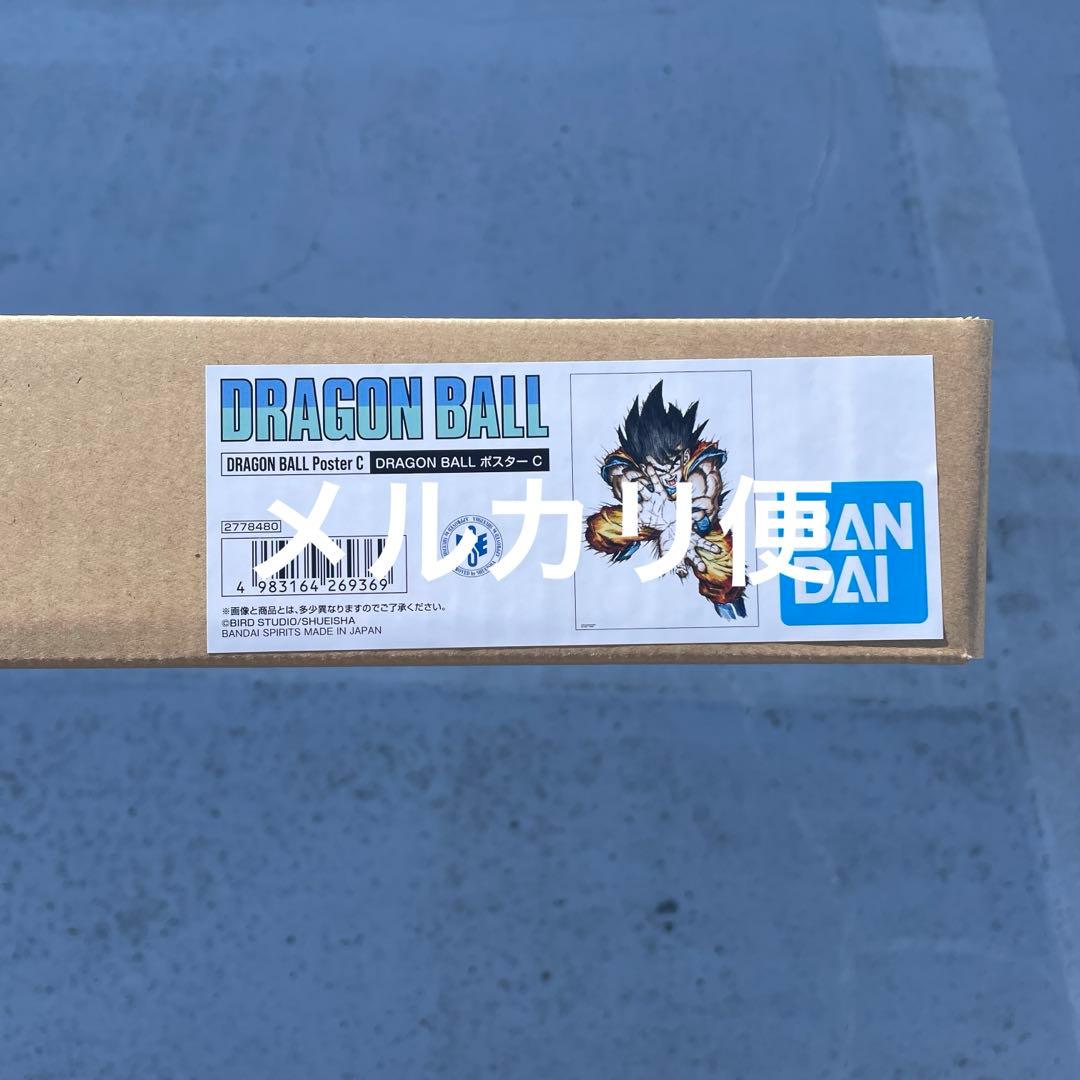 DRAGON BALL
DRAGON BALL Poster C
DRAGON BALL ポスター C
2778480
4 983164 269369
※画像と商品とは、多少異なりますのでご了承ください。
©BIRD STUDIO/SHUEISHA
BANDAI SPIRITS MADE IN JAPAN
メルカリ便
BAN
DAI